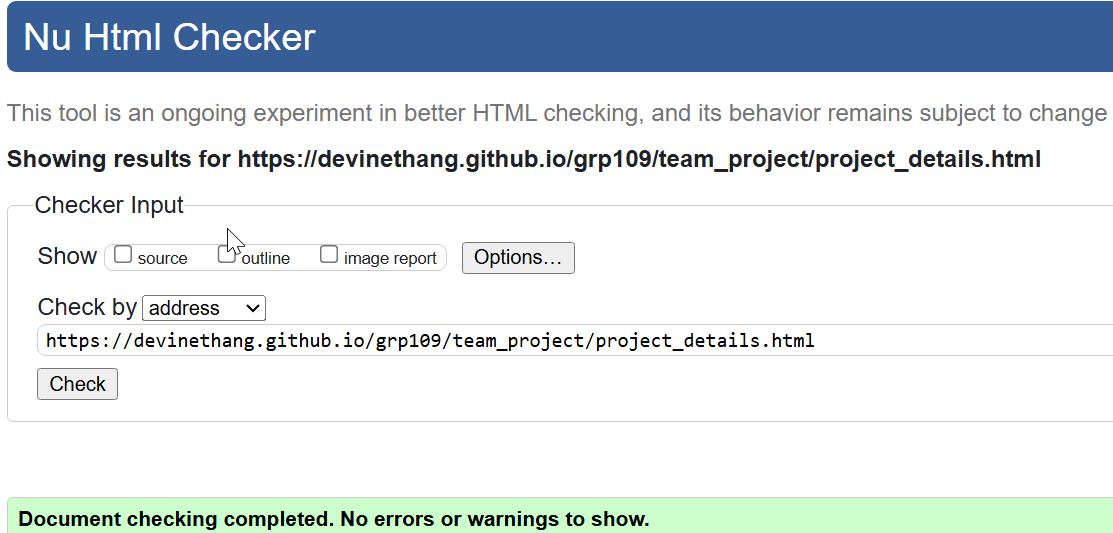 Nu Html Checker
This tool is an ongoing experiment in better HTML checking, and its behavior remains subject to change
Showing results for https://devinethang.github.io/grp109/team_project/project_details.html
Checker Input
Show source outline image report Options…
Check by address
https://devinethang.github.io/grp109/team_project/project_details.html
Check
Document checking completed. No errors or warnings to show.